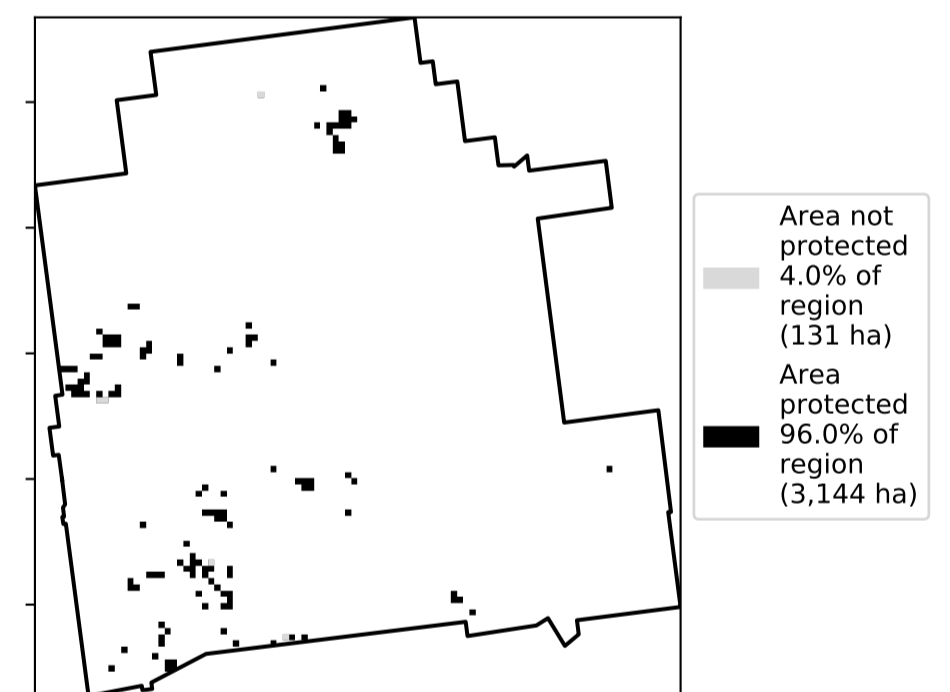 Area not
protected
4.0% of
region
(131 ha)
Area
protected
96.0% of
region
(3,144 ha)